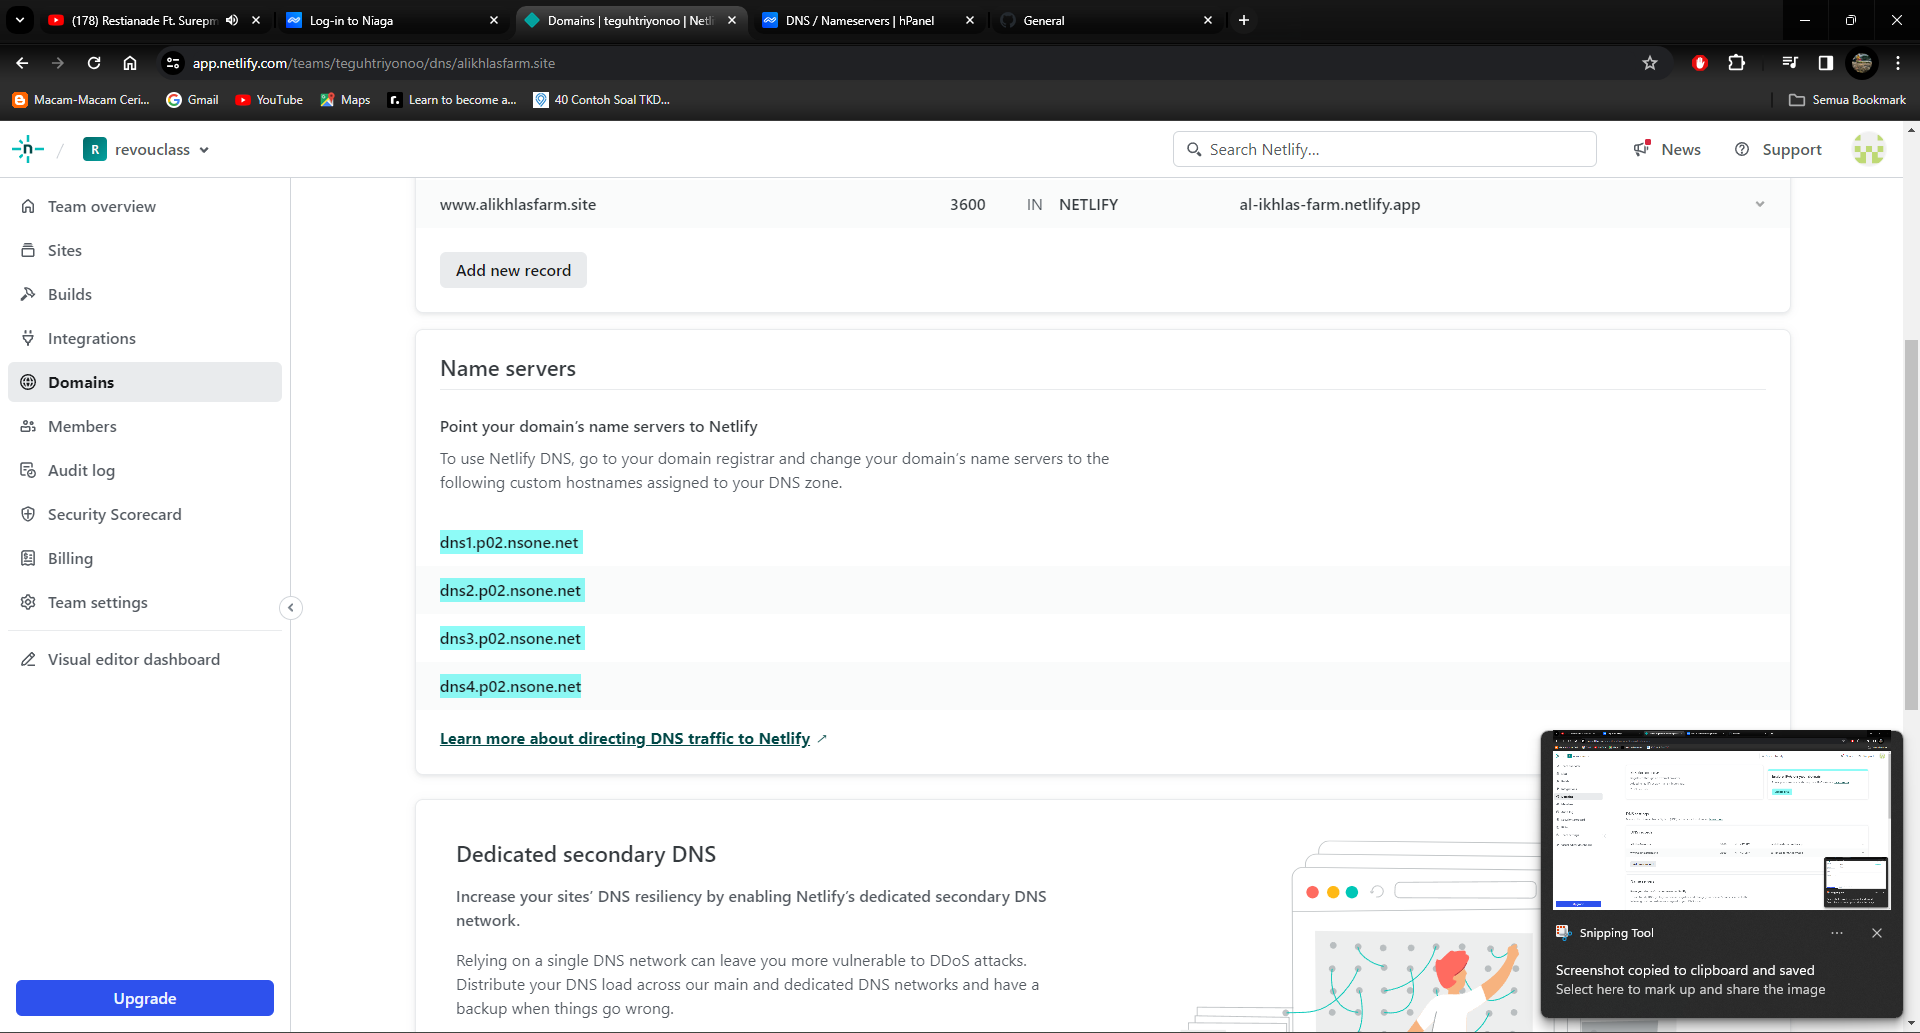 (178) Restianade Ft. Surepm
Log-in to Niaga
Domains | teguhtriyonoo | Netli
DNS / Nameservers | hPanel
General
app.netlify.com/teams/teguhtriyonoo/dns/alikhlasfarm.site
Macam-Macam Ceri...
Gmail
YouTube
Maps
Learn to become a...
40 Contoh Soal TKD...
Semua Bookmark
R revouclass
Search Netlify...
News
Support
Team overview
Sites
Builds
Integrations
Domains
Members
Audit log
Security Scorecard
Billing
Team settings
Visual editor dashboard
Upgrade
www.alikhlasfarm.site 3600 IN NETLIFY al-ikhlas-farm.netlify.app
Add new record
Name servers
Point your domain’s name servers to Netlify
To use Netlify DNS, go to your domain registrar and change your domain’s name servers to the
following custom hostnames assigned to your DNS zone.
dns1.p02.nsone.net
dns2.p02.nsone.net
dns3.p02.nsone.net
dns4.p02.nsone.net
Learn more about directing DNS traffic to Netlify
Dedicated secondary DNS
Increase your sites’ DNS resiliency by enabling Netlify’s dedicated secondary DNS
network.
Relying on a single DNS network can leave you more vulnerable to DDoS attacks.
Distribute your DNS load across our main and dedicated DNS networks and have a
backup when things go wrong.
Snipping Tool
Screenshot copied to clipboard and saved
Select here to mark up and share the image